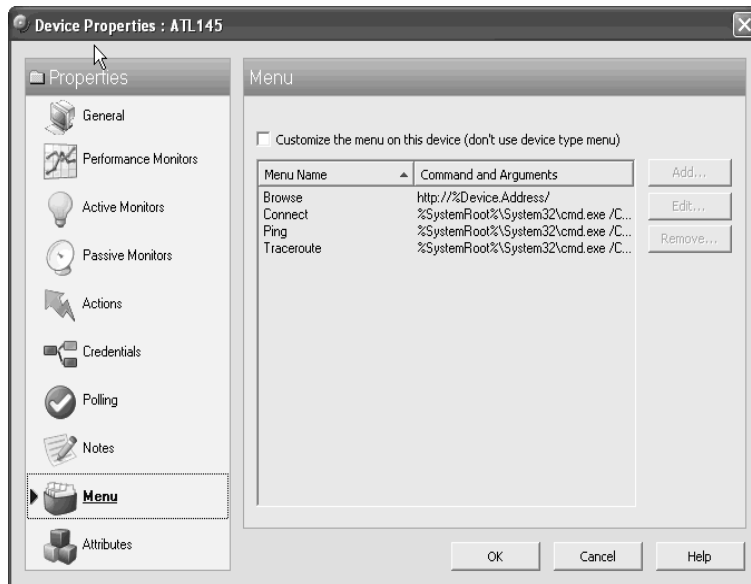 Device Properties : ATL145
Properties
General
Performance Monitors
Active Monitors
Passive Monitors
Actions
Credentials
Polling
Notes
Menu
Attributes
Menu
Customize the menu on this device (don't use device type menu)
Menu Name Command and Arguments
Browse http://%Device.Address/
Connect %SystemRoot%\System32\cmd.exe /C...
Ping %SystemRoot%\System32\cmd.exe /C...
Traceroute %SystemRoot%\System32\cmd.exe /C...
Add...
Edit...
Remove...
OK Cancel Help